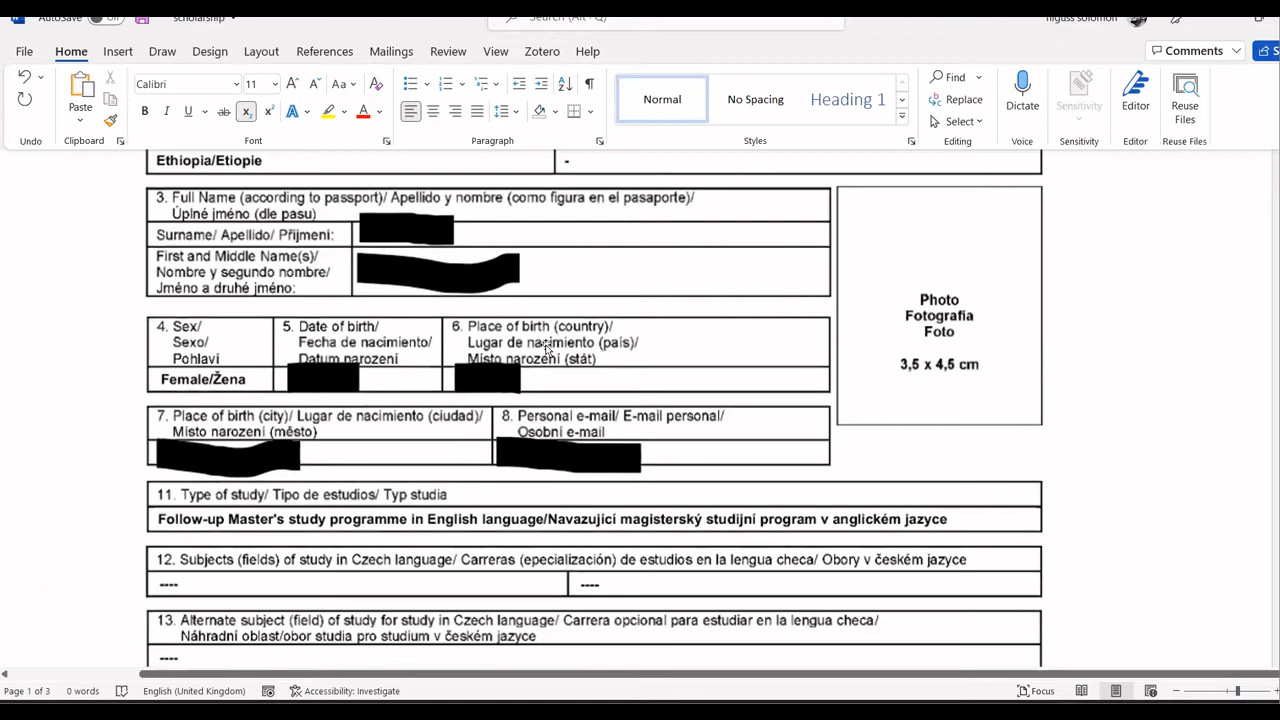 AutoSave Off scholarship Search (Alt + Q) niguss solomon
File Home Insert Draw Design Layout References Mailings Review View Zotero Help Comments
Calibri 11 Aa Find
Paste Normal No Spacing Heading 1 Replace Dictate Sensitivity Editor Reuse Files
B I U ab x₂ A A Select
Undo Clipboard Font Paragraph Styles Editing Voice Sensitivity Editor Reuse Files
Ethiopia/Etiopie -
3. Full Name (according to passport)/ Apellido y nombre (como figura en el pasaporte)/
Úplné jméno (dle pasu)
Surname/ Apellido/ Příjmení:
First and Middle Name(s)/
Nombre y segundo nombre/
Jméno a druhé jméno:
Photo
Fotografia
Foto
3,5 x 4,5 cm
4. Sex/
Sexo/
Pohlaví
Female/Žena
5. Date of birth/
Fecha de nacimiento/
Datum narození
6. Place of birth (country)/
Lugar de nacimiento (país)/
Místo narození (stát)
7. Place of birth (city)/ Lugar de nacimiento (ciudad)/
Místo narození (město)
8. Personal e-mail/ E-mail personal/
Osobní e-mail
11. Type of study/ Tipo de estudios/ Typ studia
Follow-up Master's study programme in English language/Navazující magisterský studijní program v anglickém jazyce
12. Subjects (fields) of study in Czech language/ Carreras (epecialización) de estudios en la lengua checa/ Obory v českém jazyce
---- ----
13. Alternate subject (field) of study for study in Czech language/ Carrera opcional para estudiar en la lengua checa/
Náhradní oblast/obor studia pro studium v českém jazyce
----
Page 1 of 3 0 words English (United Kingdom) Accessibility: Investigate Focus